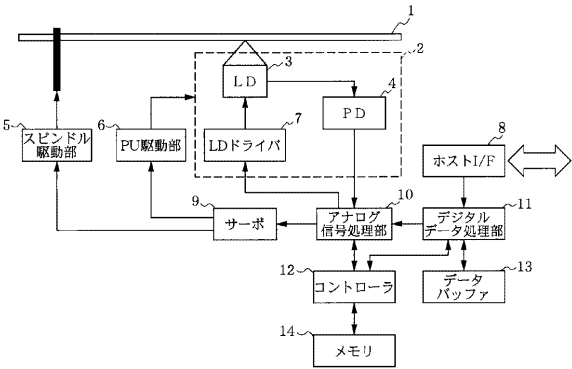 1
2
3
LD
4
PD
5
スピンドル
駆動部
6
PU駆動部
7
LDドライバ
8
ホストI/F
9
サーボ
10
アナログ
信号処理部
11
デジタル
データ処理部
12
コントローラ
13
データ
バッファ
14
メモリ